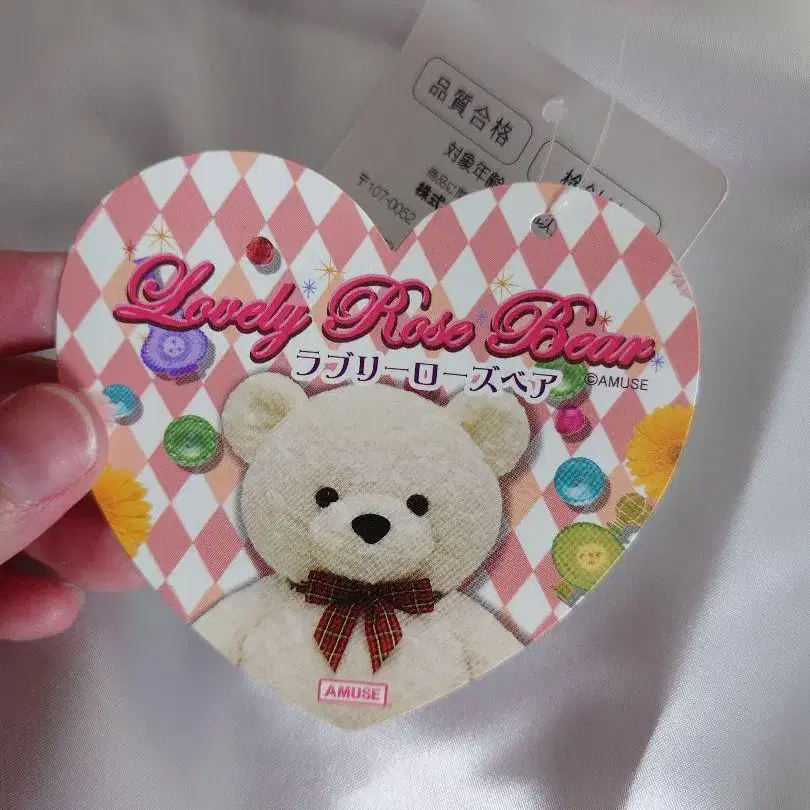 品質合格
対象年齢
〒107-0052
株式
Lovely Rose Bear
ラブリーローズベア
©AMUSE
AMUSE